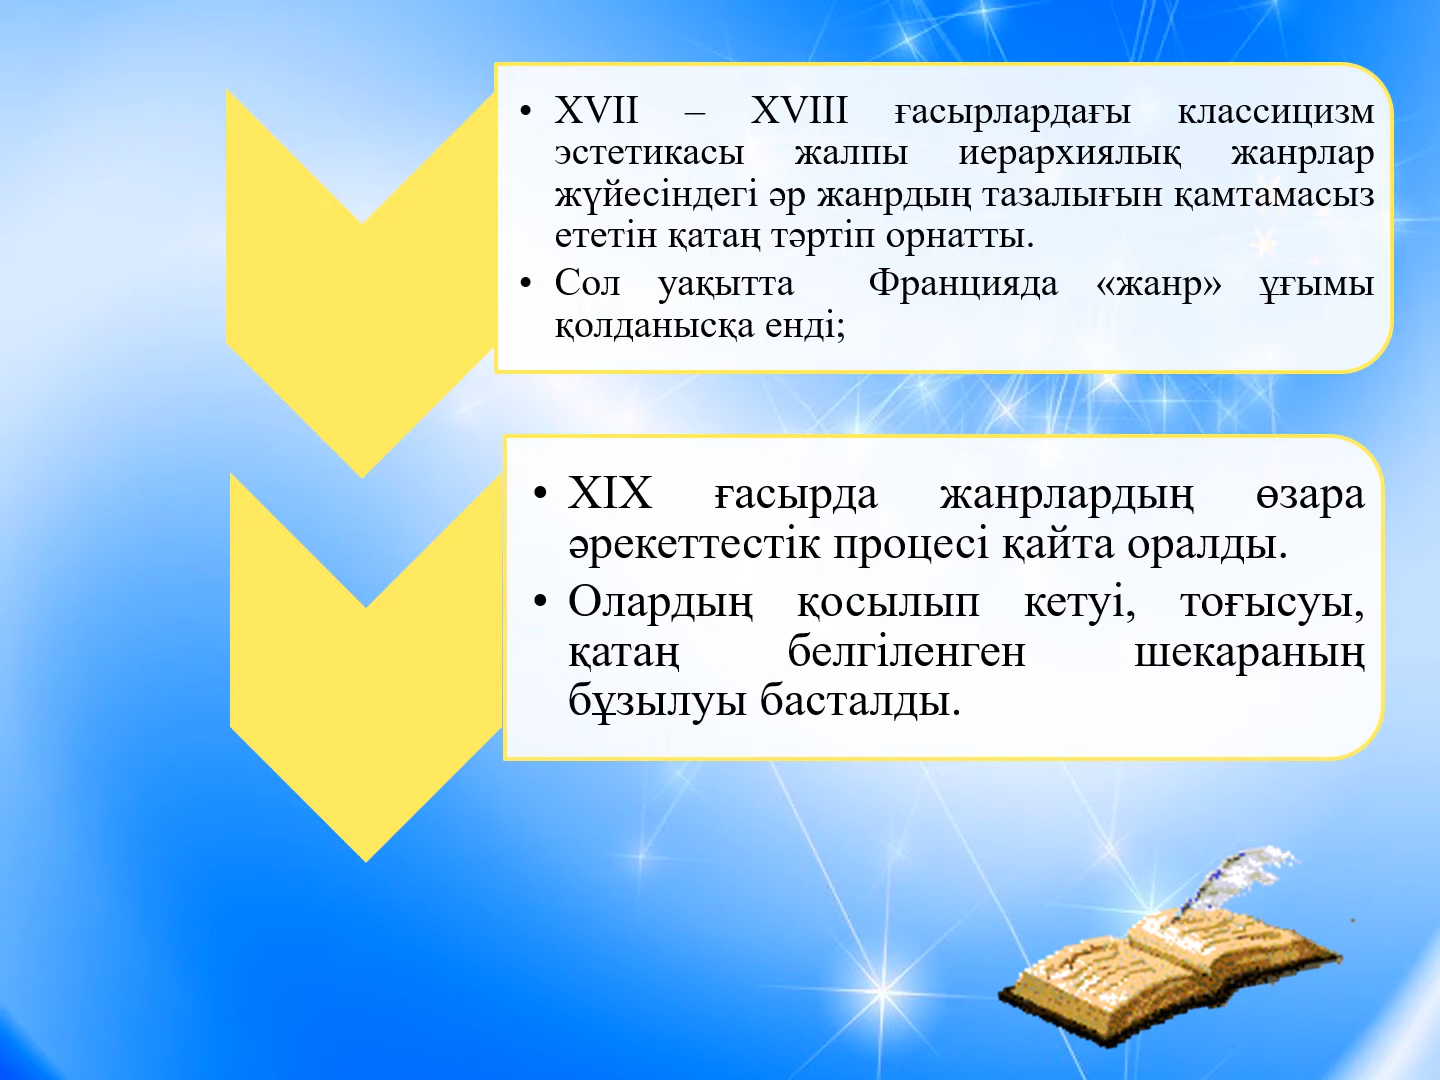 • XVII – XVIII ғасырлардағы классицизм
эстетикасы жалпы иерархиялық жанрлар
жүйесіндегі әр жанрдың тазалығын қамтамасыз
ететін қатаң тәртіп орнатты.
• Сол уақытта Францияда «жанр» ұғымы
қолданысқа енді;
• XIX ғасырда жанрлардың өзара
әрекеттестік процесі қайта оралды.
• Олардың қосылып кетуі, тоғысуы,
қатаң белгіленген шекараның
бұзылуы басталды.